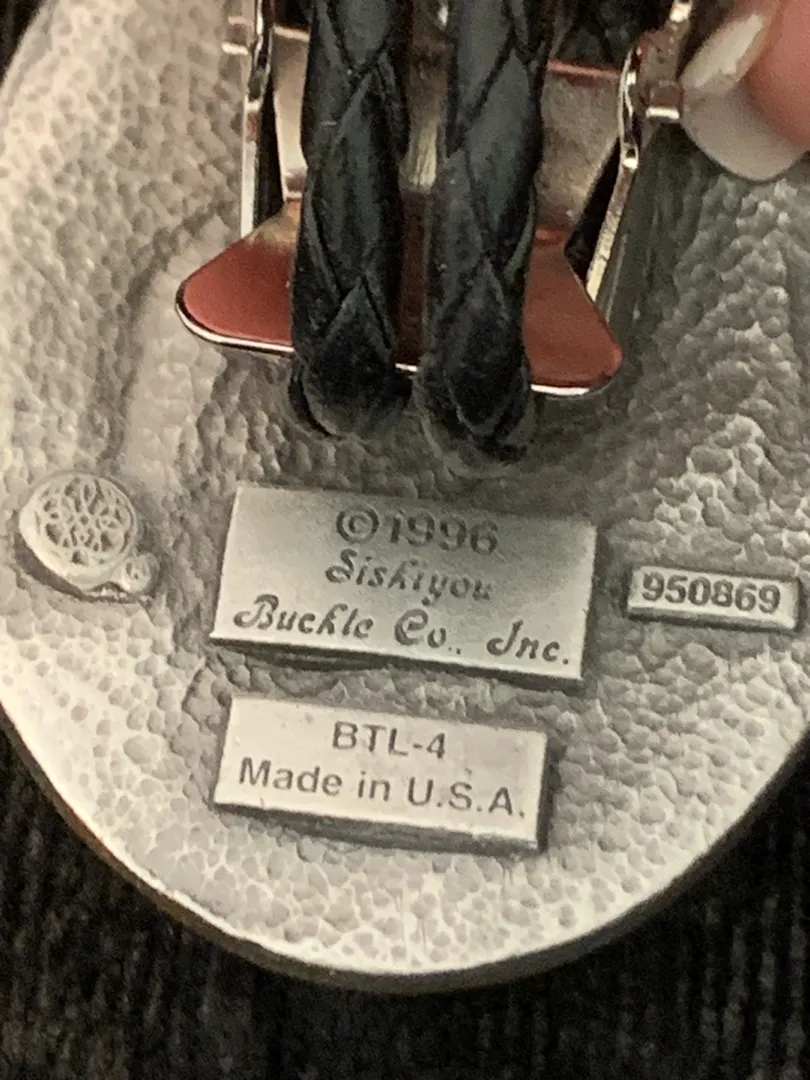 ©1996
Siskiyou
Buckle Co., Inc.
950869
BTL-4
Made in U.S.A.